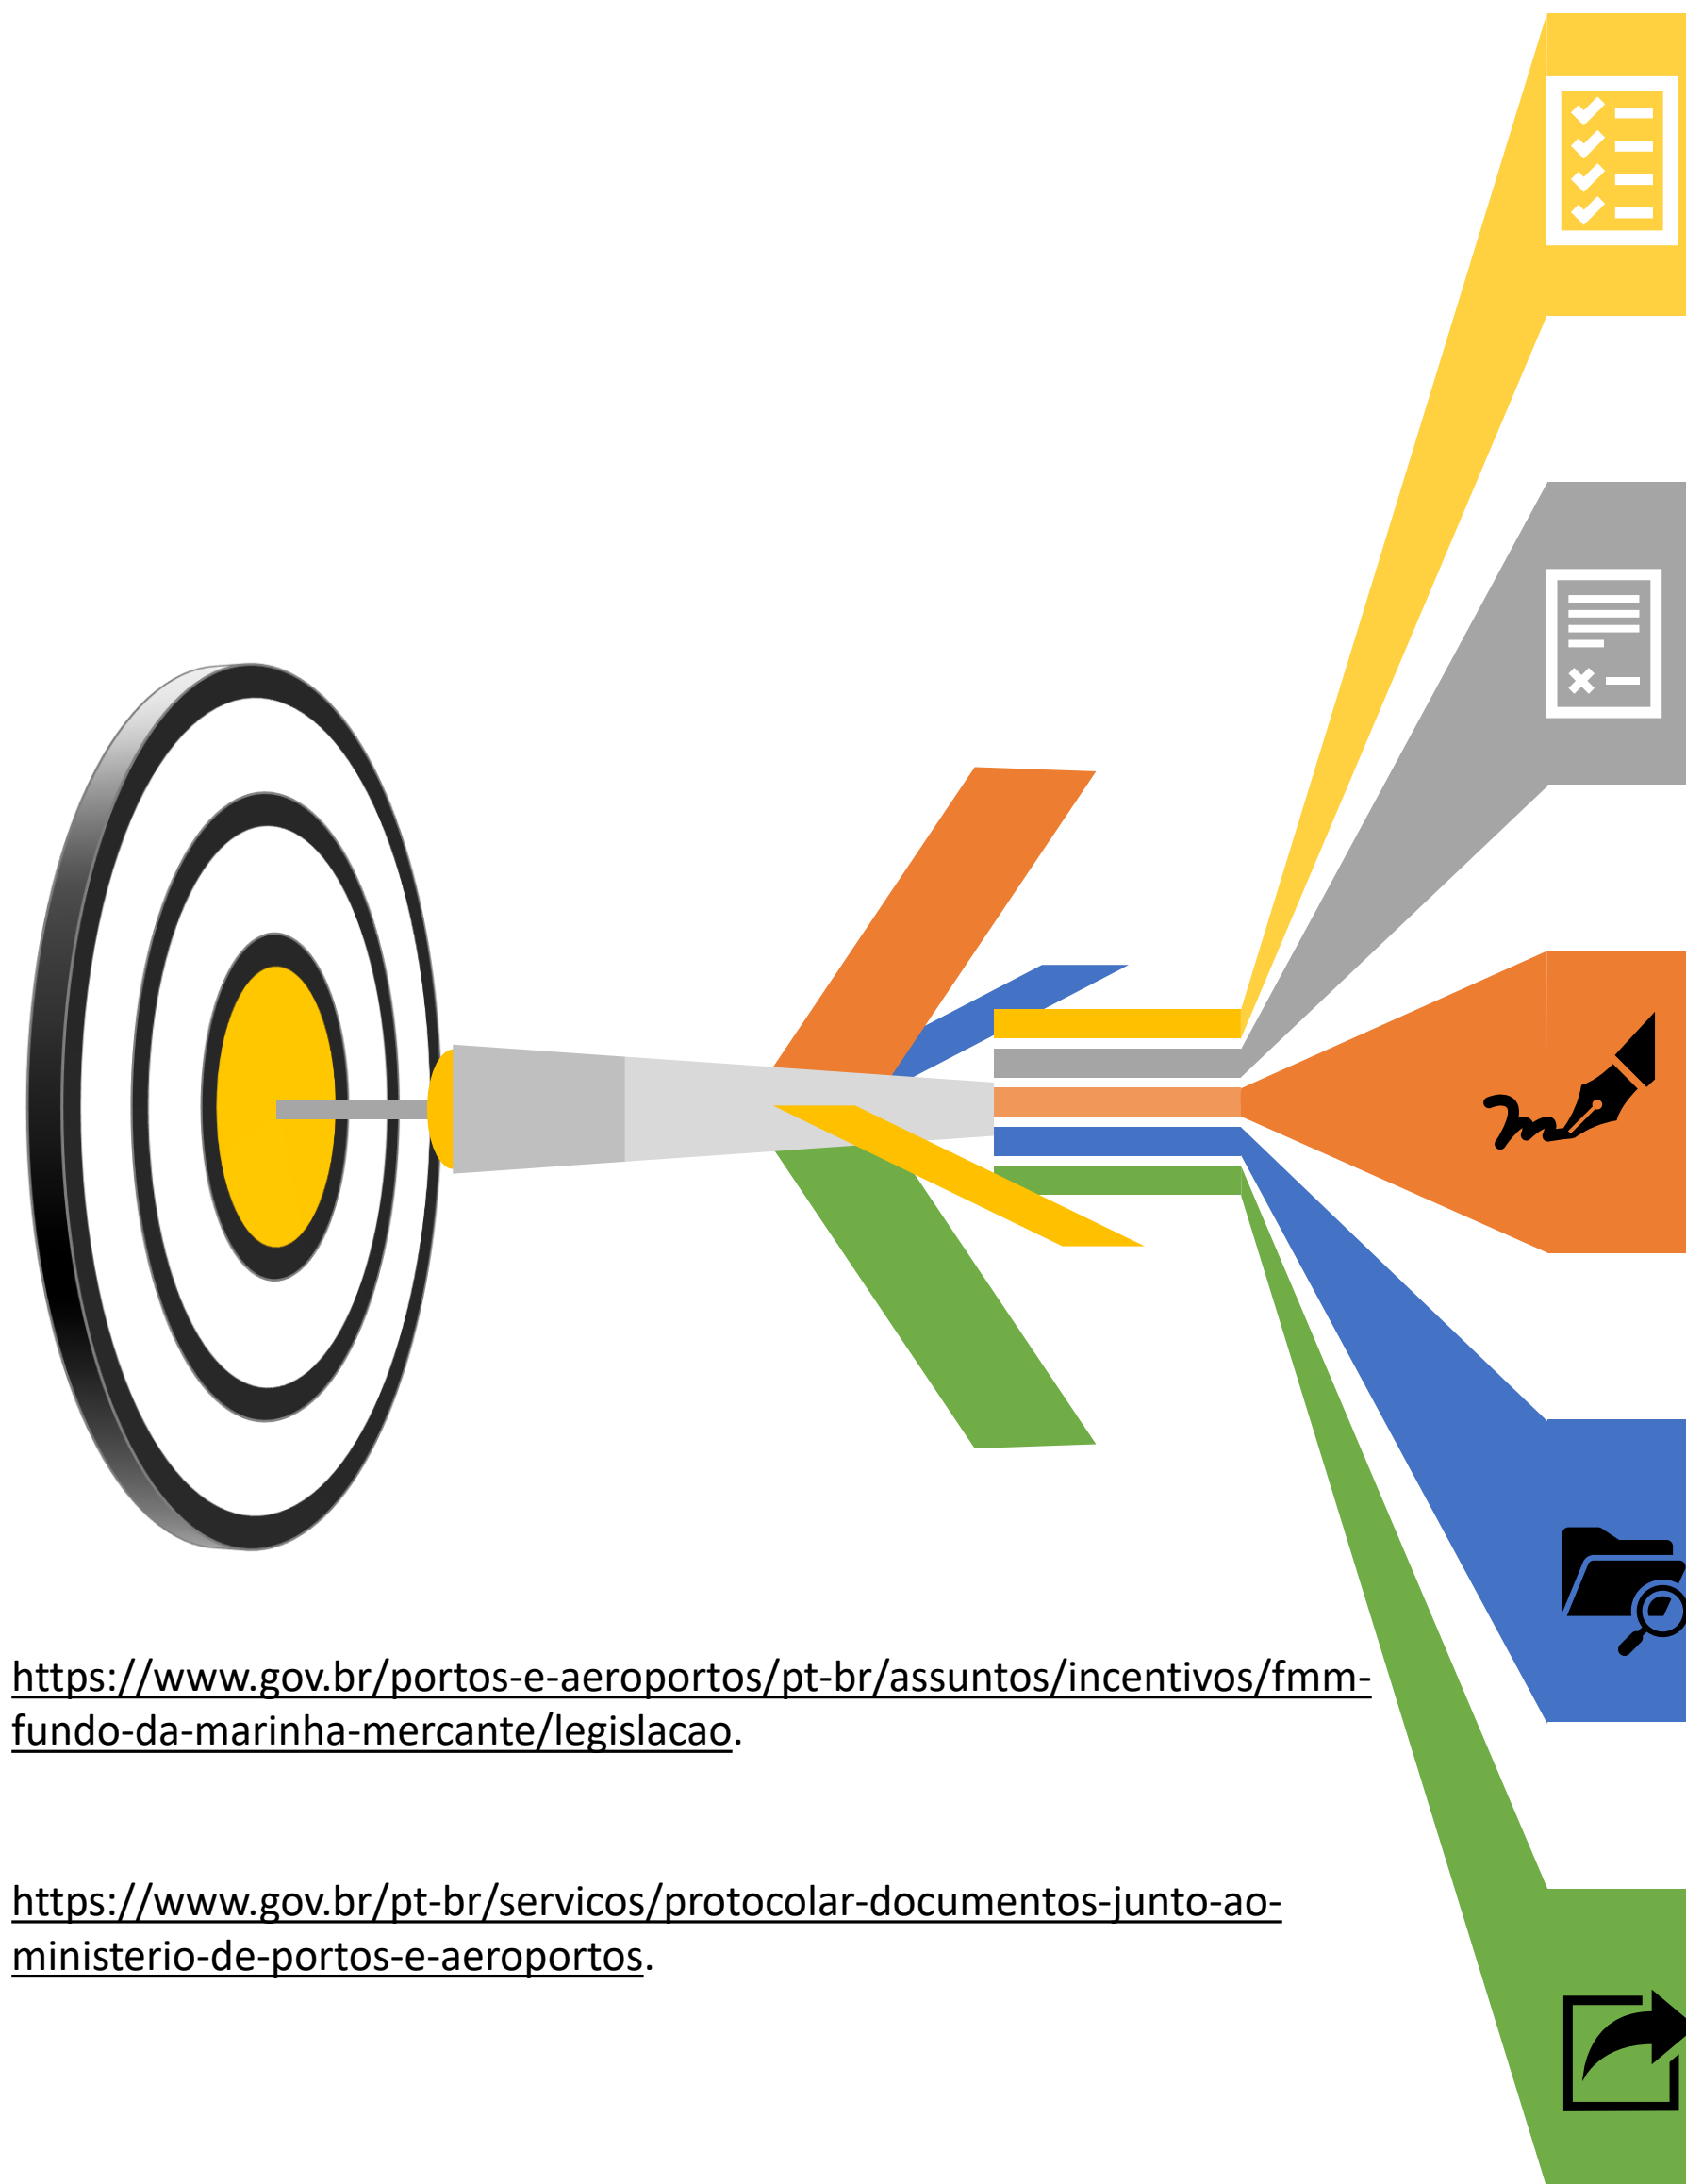 https://www.gov.br/portos-e-aeroportos/pt-br/assuntos/incentivos/fmm-
fundo-da-marinha-mercante/legislacao.
https://www.gov.br/pt-br/servicos/protocolar-documentos-junto-ao-
ministerio-de-portos-e-aeroportos.